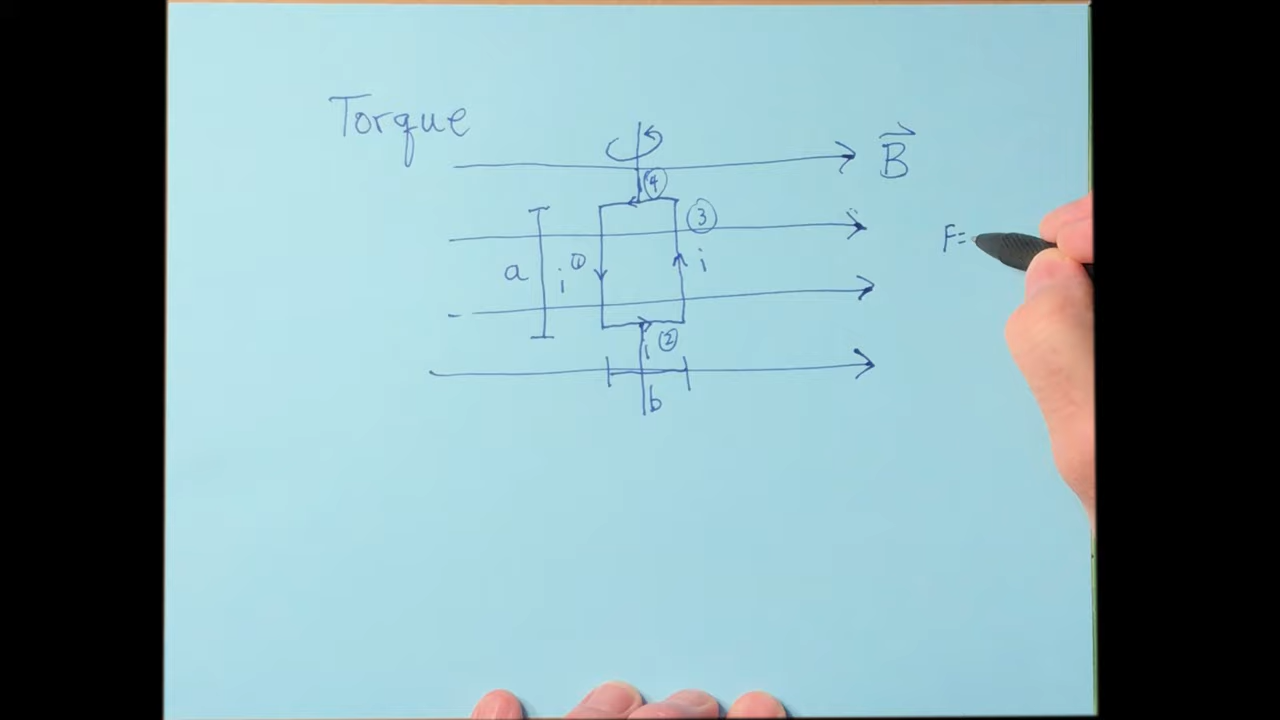 Torque
B
④
③
F=
a
i
①
i
i
②
b